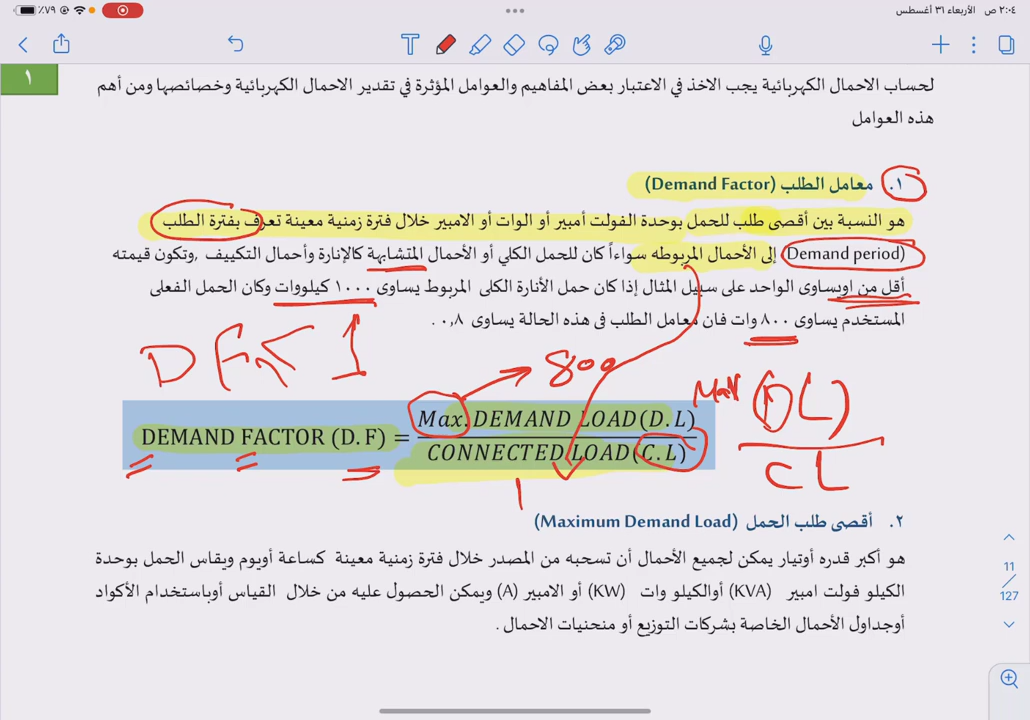 ٢:٠٤ ص الأربعاء ٣١ أغسطس
٪٧٩
١
لحساب الاحمال الكهربائية يجب الاخذ في الاعتبار بعض المفاهيم والعوامل المؤثرة في تقدير الاحمال الكهربائية وخصائصها ومن أهم
هذه العوامل
١. معامل الطلب (Demand Factor)
هو النسبة بين أقصى طلب للحمل بوحدة الفولت أمبير أو الوات أو الامبير خلال فترة زمنية معينة تعرف بفترة الطلب
(Demand period) إلى الأحمال المربوطه سواءاً كان للحمل الكلي أو الأحمال المتشابهة كالإنارة وأحمال التكييف ,وتكون قيمته
أقل من اويساوى الواحد على سبيل المثال إذا كان حمل الأنارة الكلى المربوط يساوى ١٠٠٠ كيلووات وكان الحمل الفعلى
المستخدم يساوى ٨٠٠ وات فان معامل الطلب فى هذه الحالة يساوى ٠,٨ .
DF < 1
800
Max DL
CL
DEMAND FACTOR (D. F) = Max. DEMAND LOAD(D. L)
CONNECTED LOAD(C. L)
1
٢. أقصى طلب الحمل (Maximum Demand Load)
هو أكبر قدره أوتيار يمكن لجميع الأحمال أن تسحبه من المصدر خلال فترة زمنية معينة كساعة أويوم ويقاس الحمل بوحدة
الكيلو فولت امبير (KVA) أوالكيلو وات (KW) أو الامبير (A) ويمكن الحصول عليه من خلال القياس أوباستخدام الأكواد
أوجداول الأحمال الخاصة بشركات التوزيع أو منحنيات الاحمال .
11
127